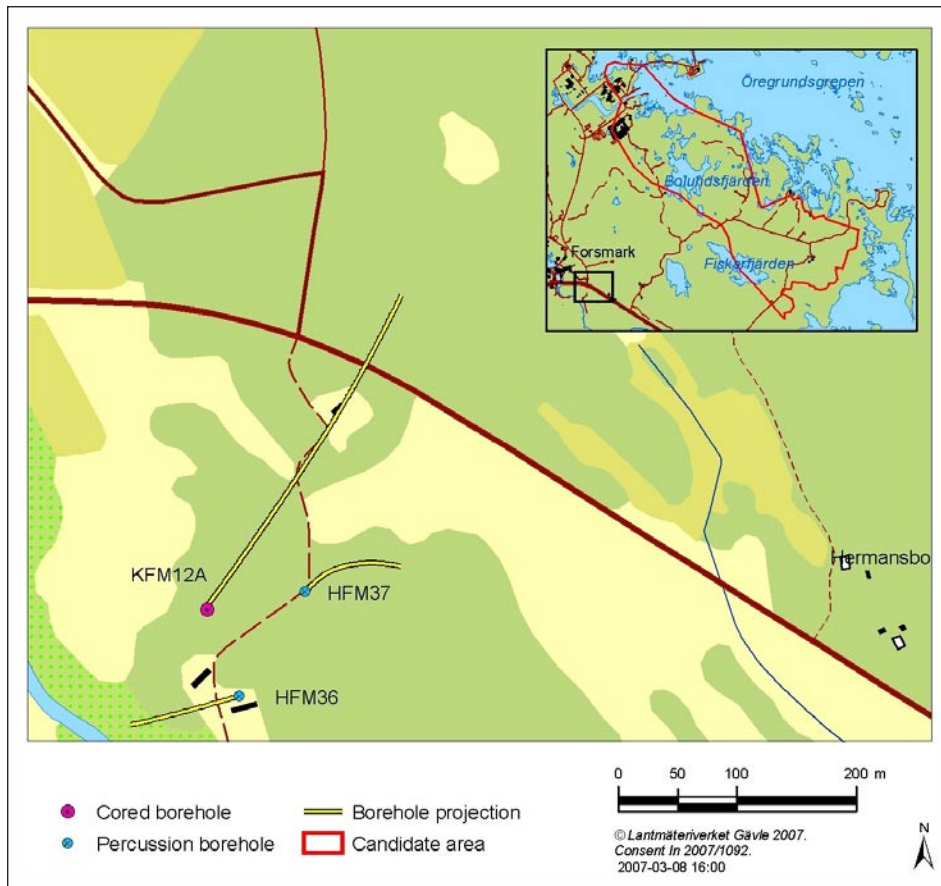 Öregrundsgrepen
Bolundsfjärden
Forsmark
Fiskarfjärden
Hermansbo
KFM12A
HFM37
HFM36
0 50 100 200 m
Cored borehole
Percussion borehole
Borehole projection
Candidate area
© Lantmäteriverket Gävle 2007.
Consent In 2007/1092.
2007-03-08 16:00
N